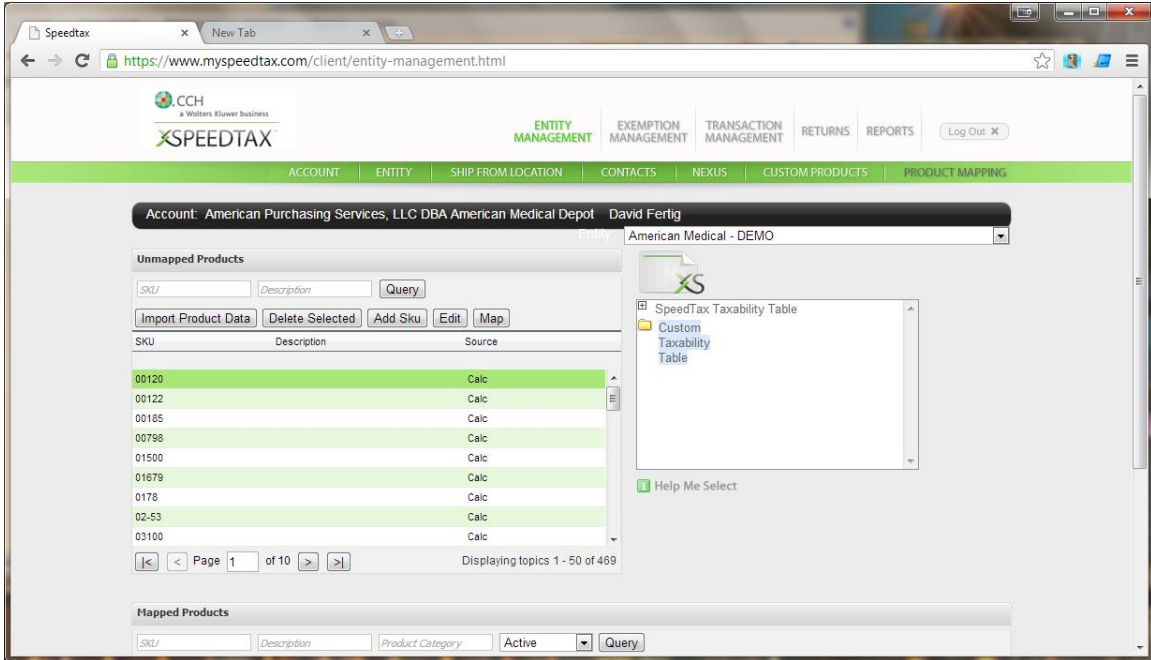 Speedtax
New Tab
https://www.myspeedtax.com/client/entity-management.html
CCH
a Wolters Kluwer business
XSPEEDTAX
ENTITY MANAGEMENT
EXEMPTION MANAGEMENT
TRANSACTION MANAGEMENT
RETURNS
REPORTS
Log Out X
ACCOUNT ENTITY SHIP FROM LOCATION CONTACTS NEXUS CUSTOM PRODUCTS PRODUCT MAPPING
Account: American Purchasing Services, LLC DBA American Medical Depot David Fertig
Entity American Medical - DEMO
Unmapped Products
SKU Description Query
Import Product Data Delete Selected Add Sku Edit Map
SKU Description Source
00120 Calc
00122 Calc
00185 Calc
00798 Calc
01500 Calc
01679 Calc
0178 Calc
02-53 Calc
03100 Calc
|< < Page 1 of 10 > >| Displaying topics 1 - 50 of 469
XS
SpeedTax Taxability Table
Custom
Taxability
Table
Help Me Select
Mapped Products
SKU Description Product Category Active Query